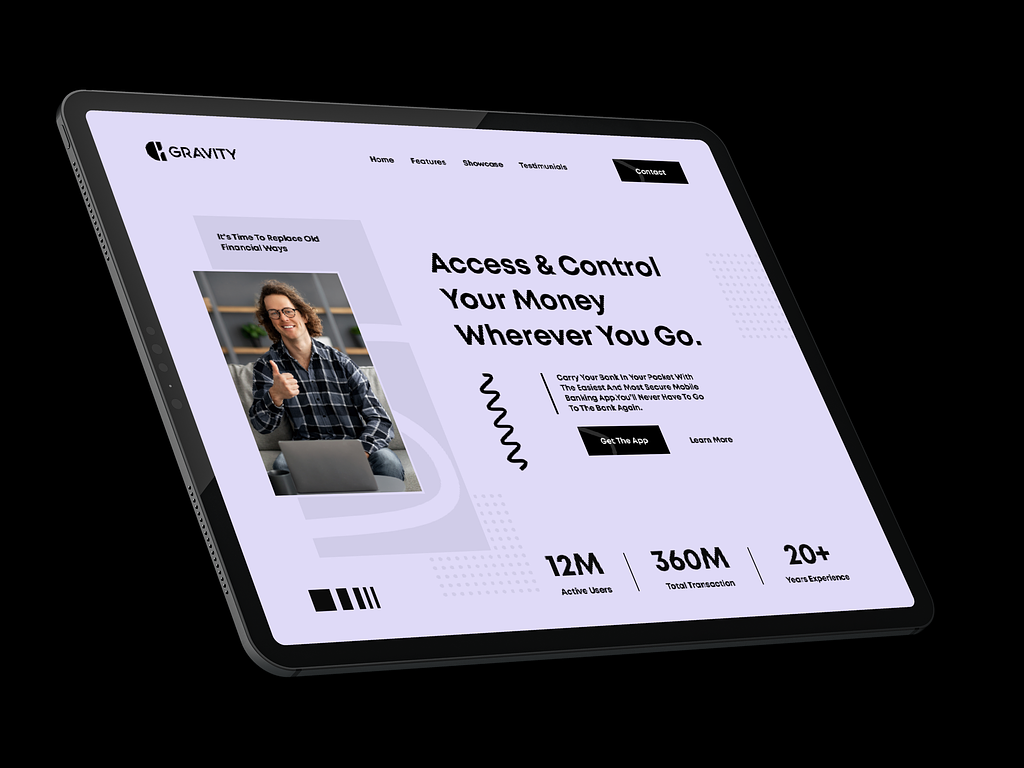 GRAVITY
Home Features Showcase Testimonials Contact
It's Time To Replace Old
Financial Ways
Access & Control
Your Money
Wherever You Go.
Carry Your Bank In Your Pocket With
The Easiest And Most Secure Mobile
Banking App.You'll Never Have To Go
To The Bank Again.
Get The App Learn More
12M
Active Users
360M
Total Transaction
20+
Years Experience